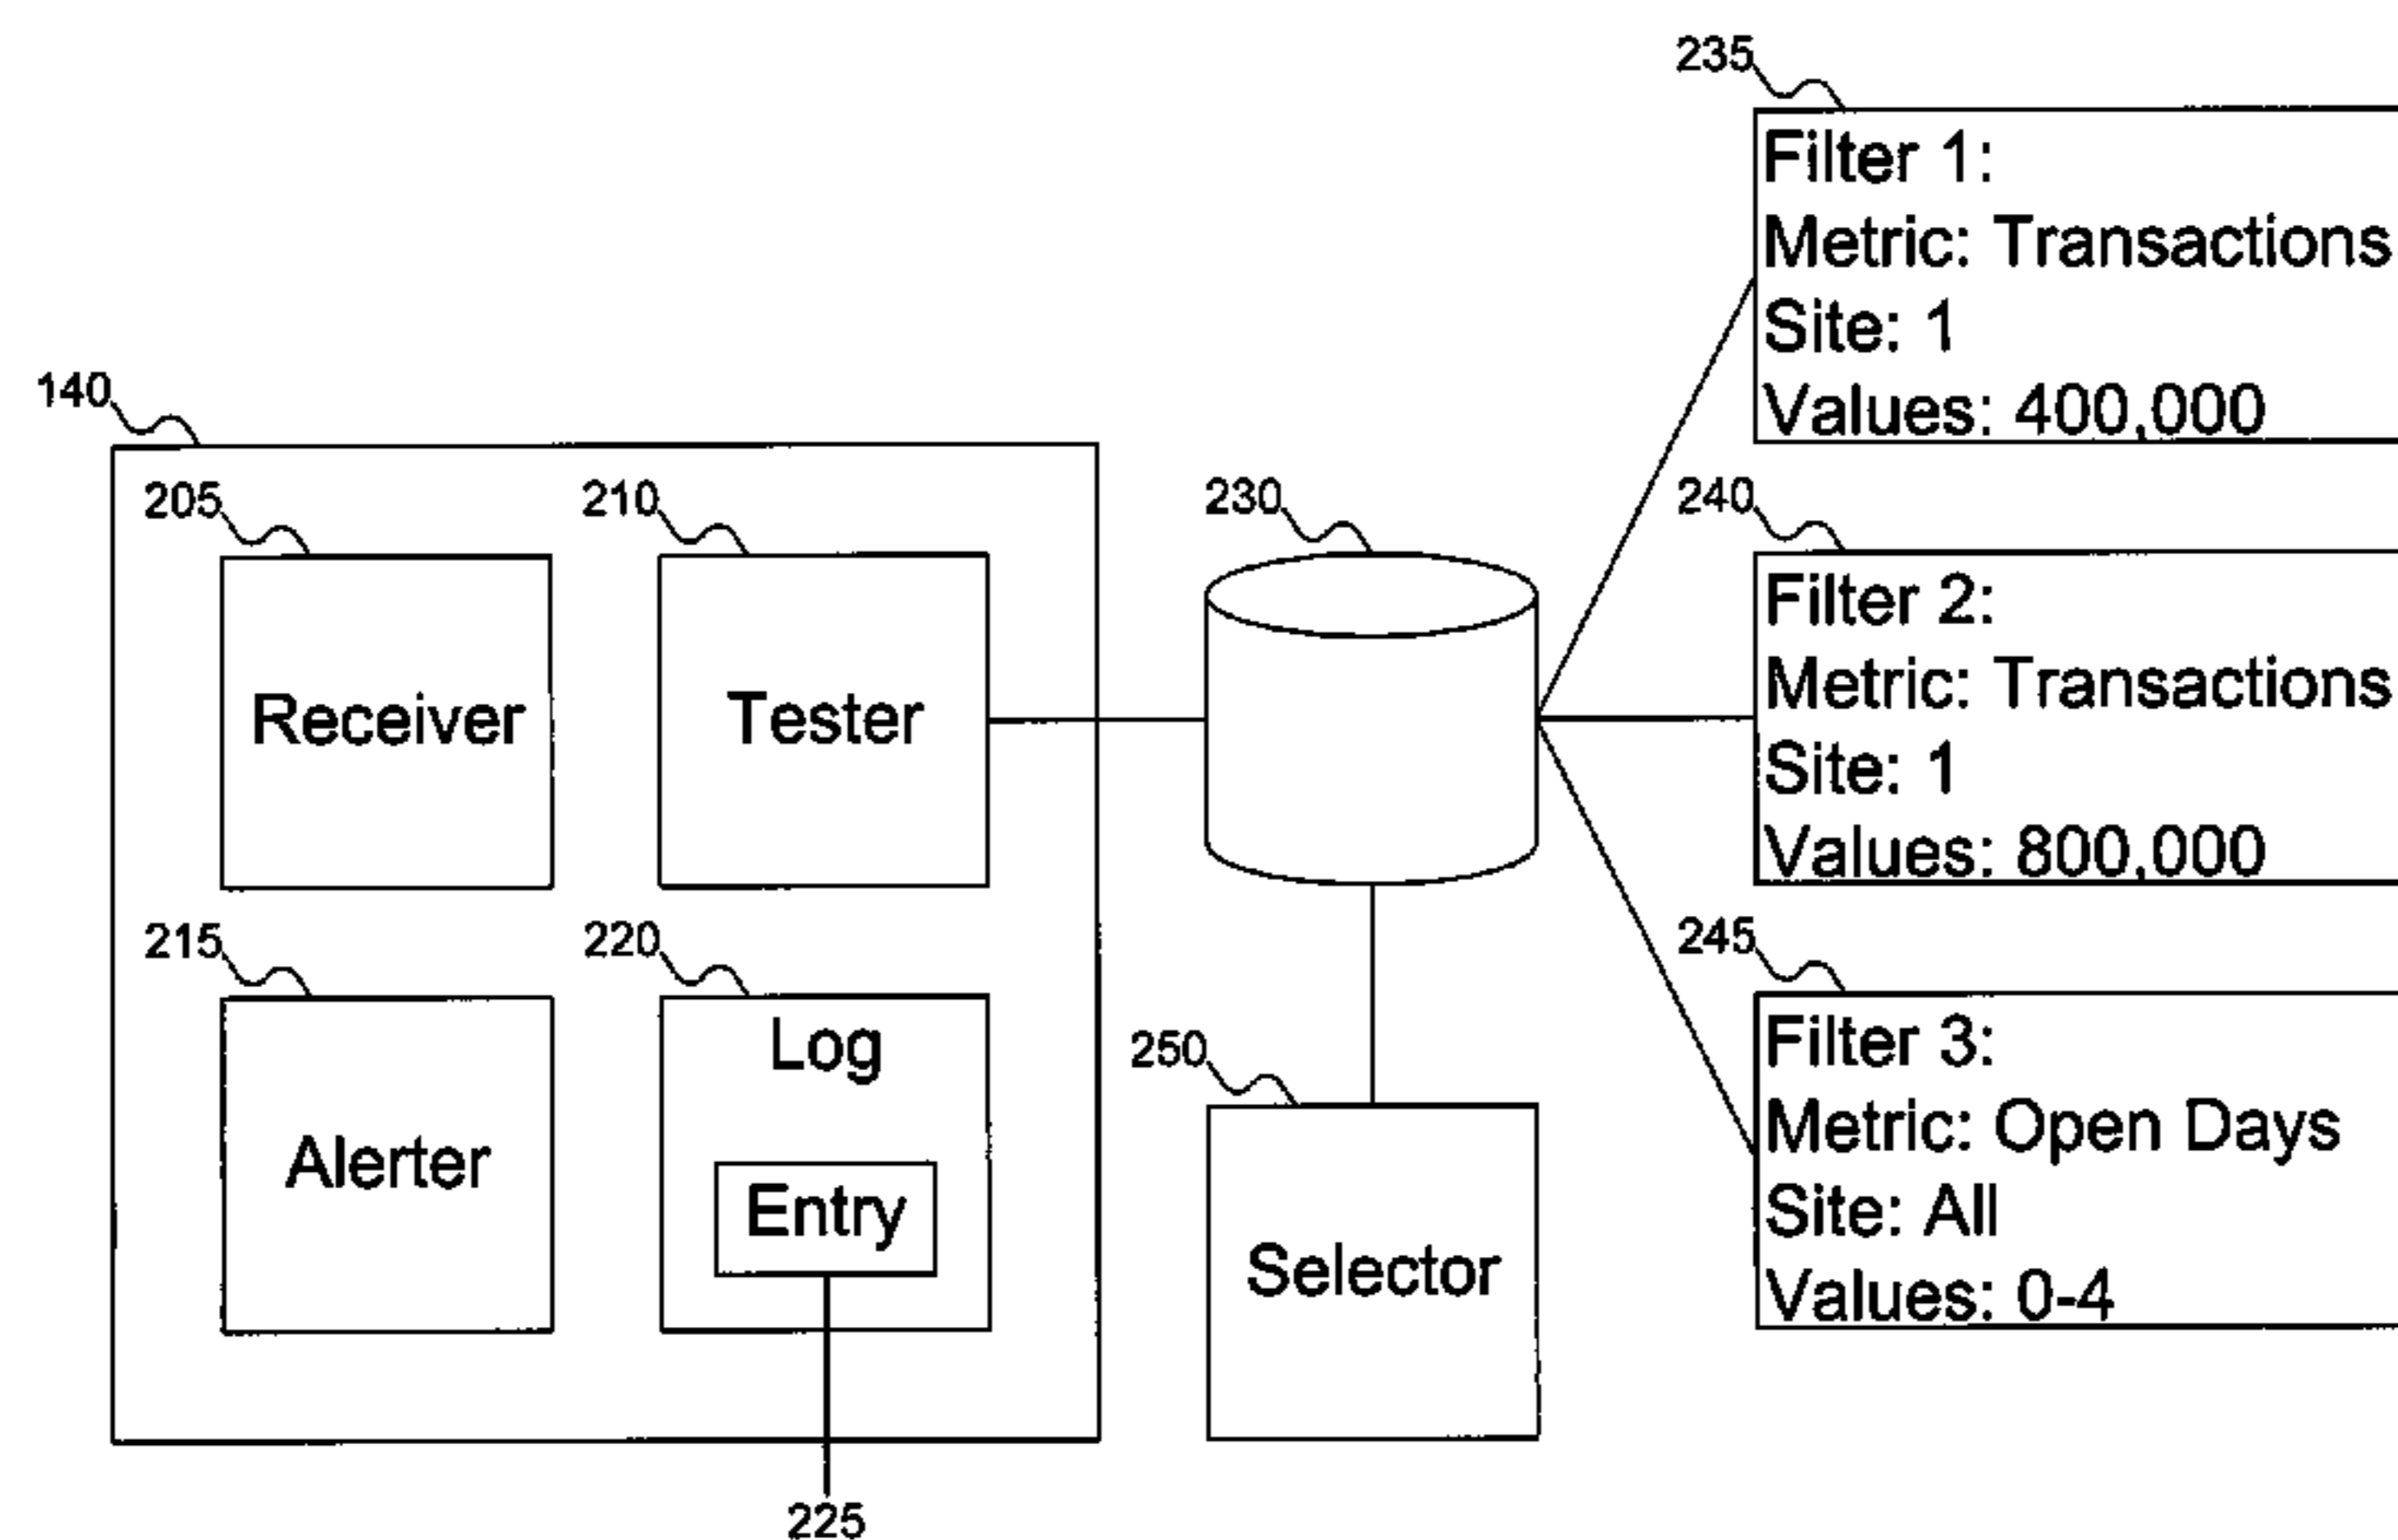 235
Filter 1:
Metric: Transactions
Site: 1
Values: 400,000
140
205
210
230
240
Receiver
Tester
Filter 2:
Metric: Transactions
Site: 1
Values: 800,000
215
220
245
Alerter
Log
Entry
250
Selector
Filter 3:
Metric: Open Days
Site: All
Values: 0-4
225